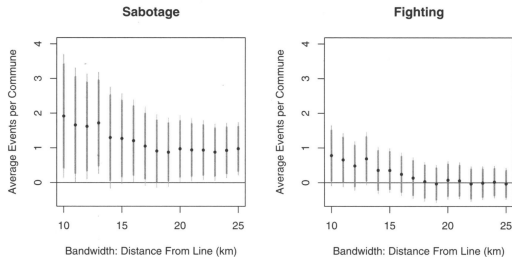 Sabotage
Average Events per Commune
4
3
2
1
0
10 15 20 25
Bandwidth: Distance From Line (km)
Fighting
Average Events per Commune
4
3
2
1
0
10 15 20 25
Bandwidth: Distance From Line (km)